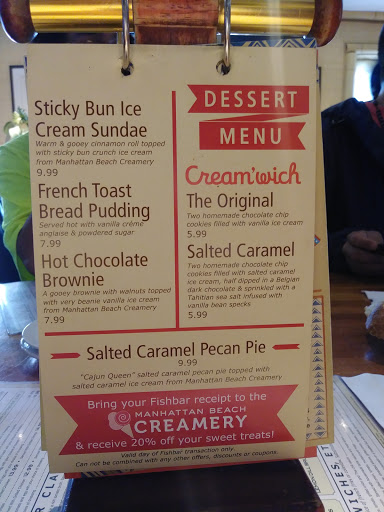 Sticky Bun Ice
Cream Sundae
Warm & gooey cinnamon roll topped
with sticky bun crunch ice cream
from Manhattan Beach Creamery
9.99
French Toast
Bread Pudding
Served hot with vanilla crème
anglaise & powdered sugar
7.99
Hot Chocolate
Brownie
A gooey brownie with walnuts topped
with very beanie vanilla ice cream
from Manhattan Beach Creamery
7.99
DESSERT
MENU
Cream'wich
The Original
Two homemade chocolate chip
cookies filled with vanilla ice cream
5.99
Salted Caramel
Two homemade chocolate chip
cookies filled with salted caramel
ice cream, half dipped in a Belgian
dark chocolate & sprinkled with a
Tahitian sea salt infused with
vanilla bean specks
5.99
Salted Caramel Pecan Pie
9.99
"Cajun Queen" salted caramel pecan pie topped with
salted caramel ice cream from Manhattan Beach Creamery
Bring your Fishbar receipt to the
MANHATTAN BEACH
CREAMERY
& receive 20% off your sweet treats!
Valid day of Fishbar transaction only.
Can not be combined with any other offers, discounts or coupons.